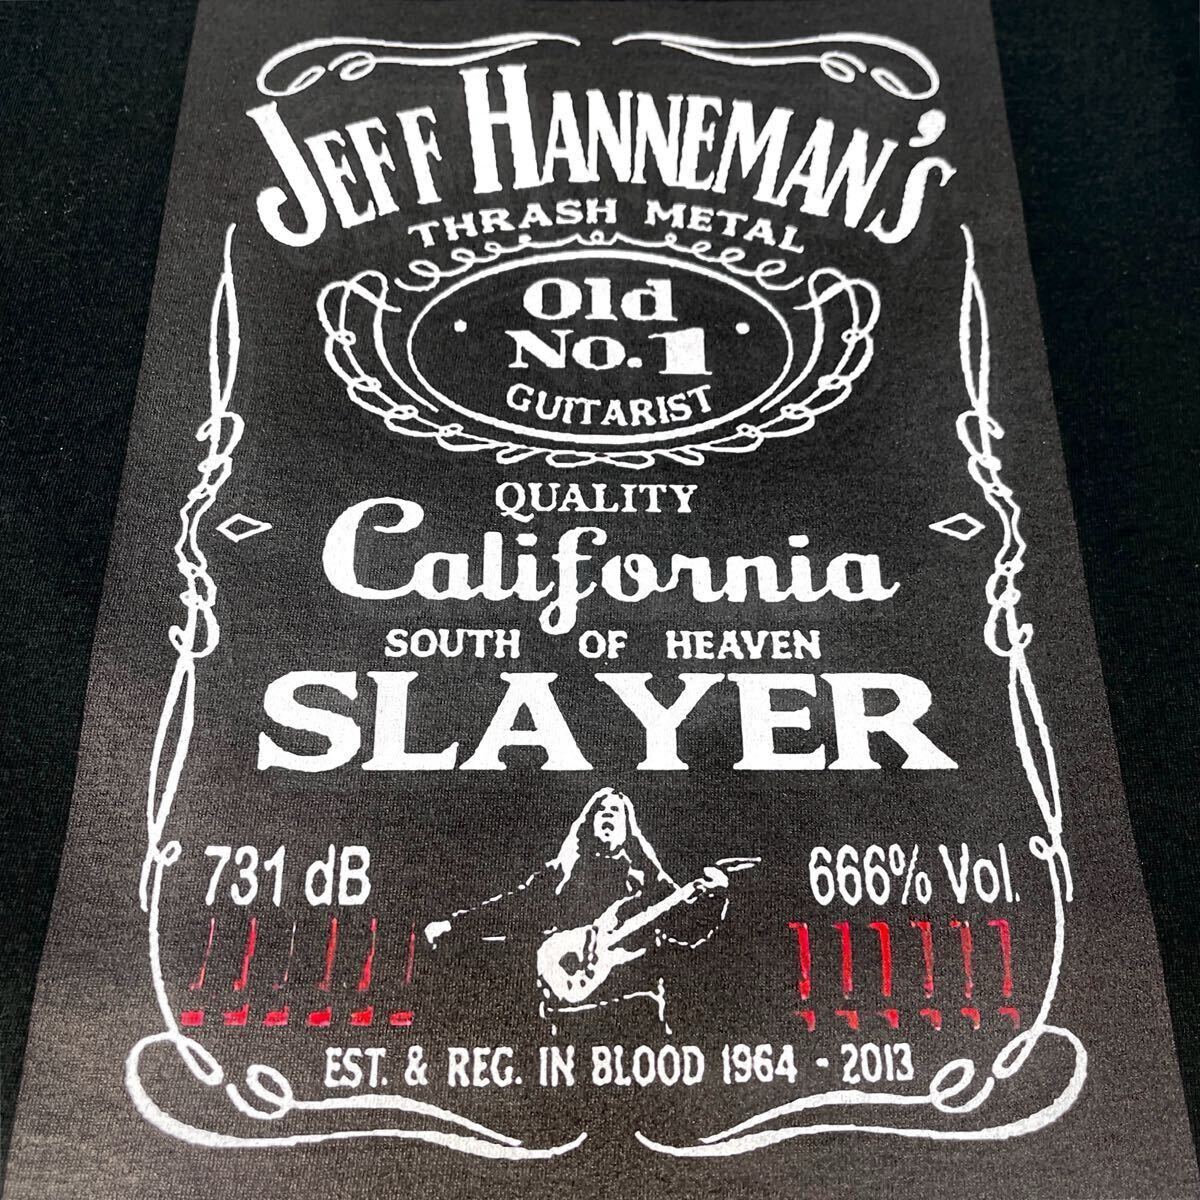 JEFF HANNEMAN'S
THRASH METAL
Old
No.1
GUITARIST
QUALITY
California
SOUTH OF HEAVEN
SLAYER
731 dB 666% Vol.
EST. & REG. IN BLOOD 1964 - 2013